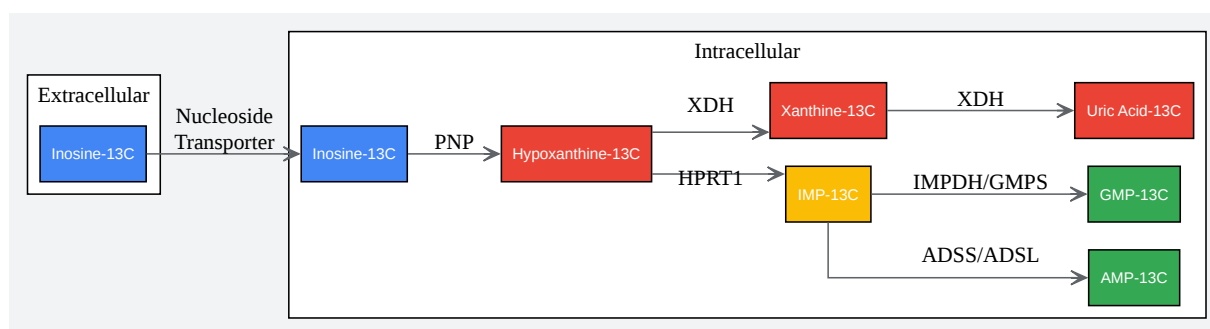 Intracellular
Extracellular
Inosine-13C
Nucleoside
Transporter
Inosine-13C
PNP
Hypoxanthine-13C
XDH
Xanthine-13C
XDH
Uric Acid-13C
HPRT1
IMP-13C
IMPDH/GMPS
GMP-13C
ADSS/ADSL
AMP-13C